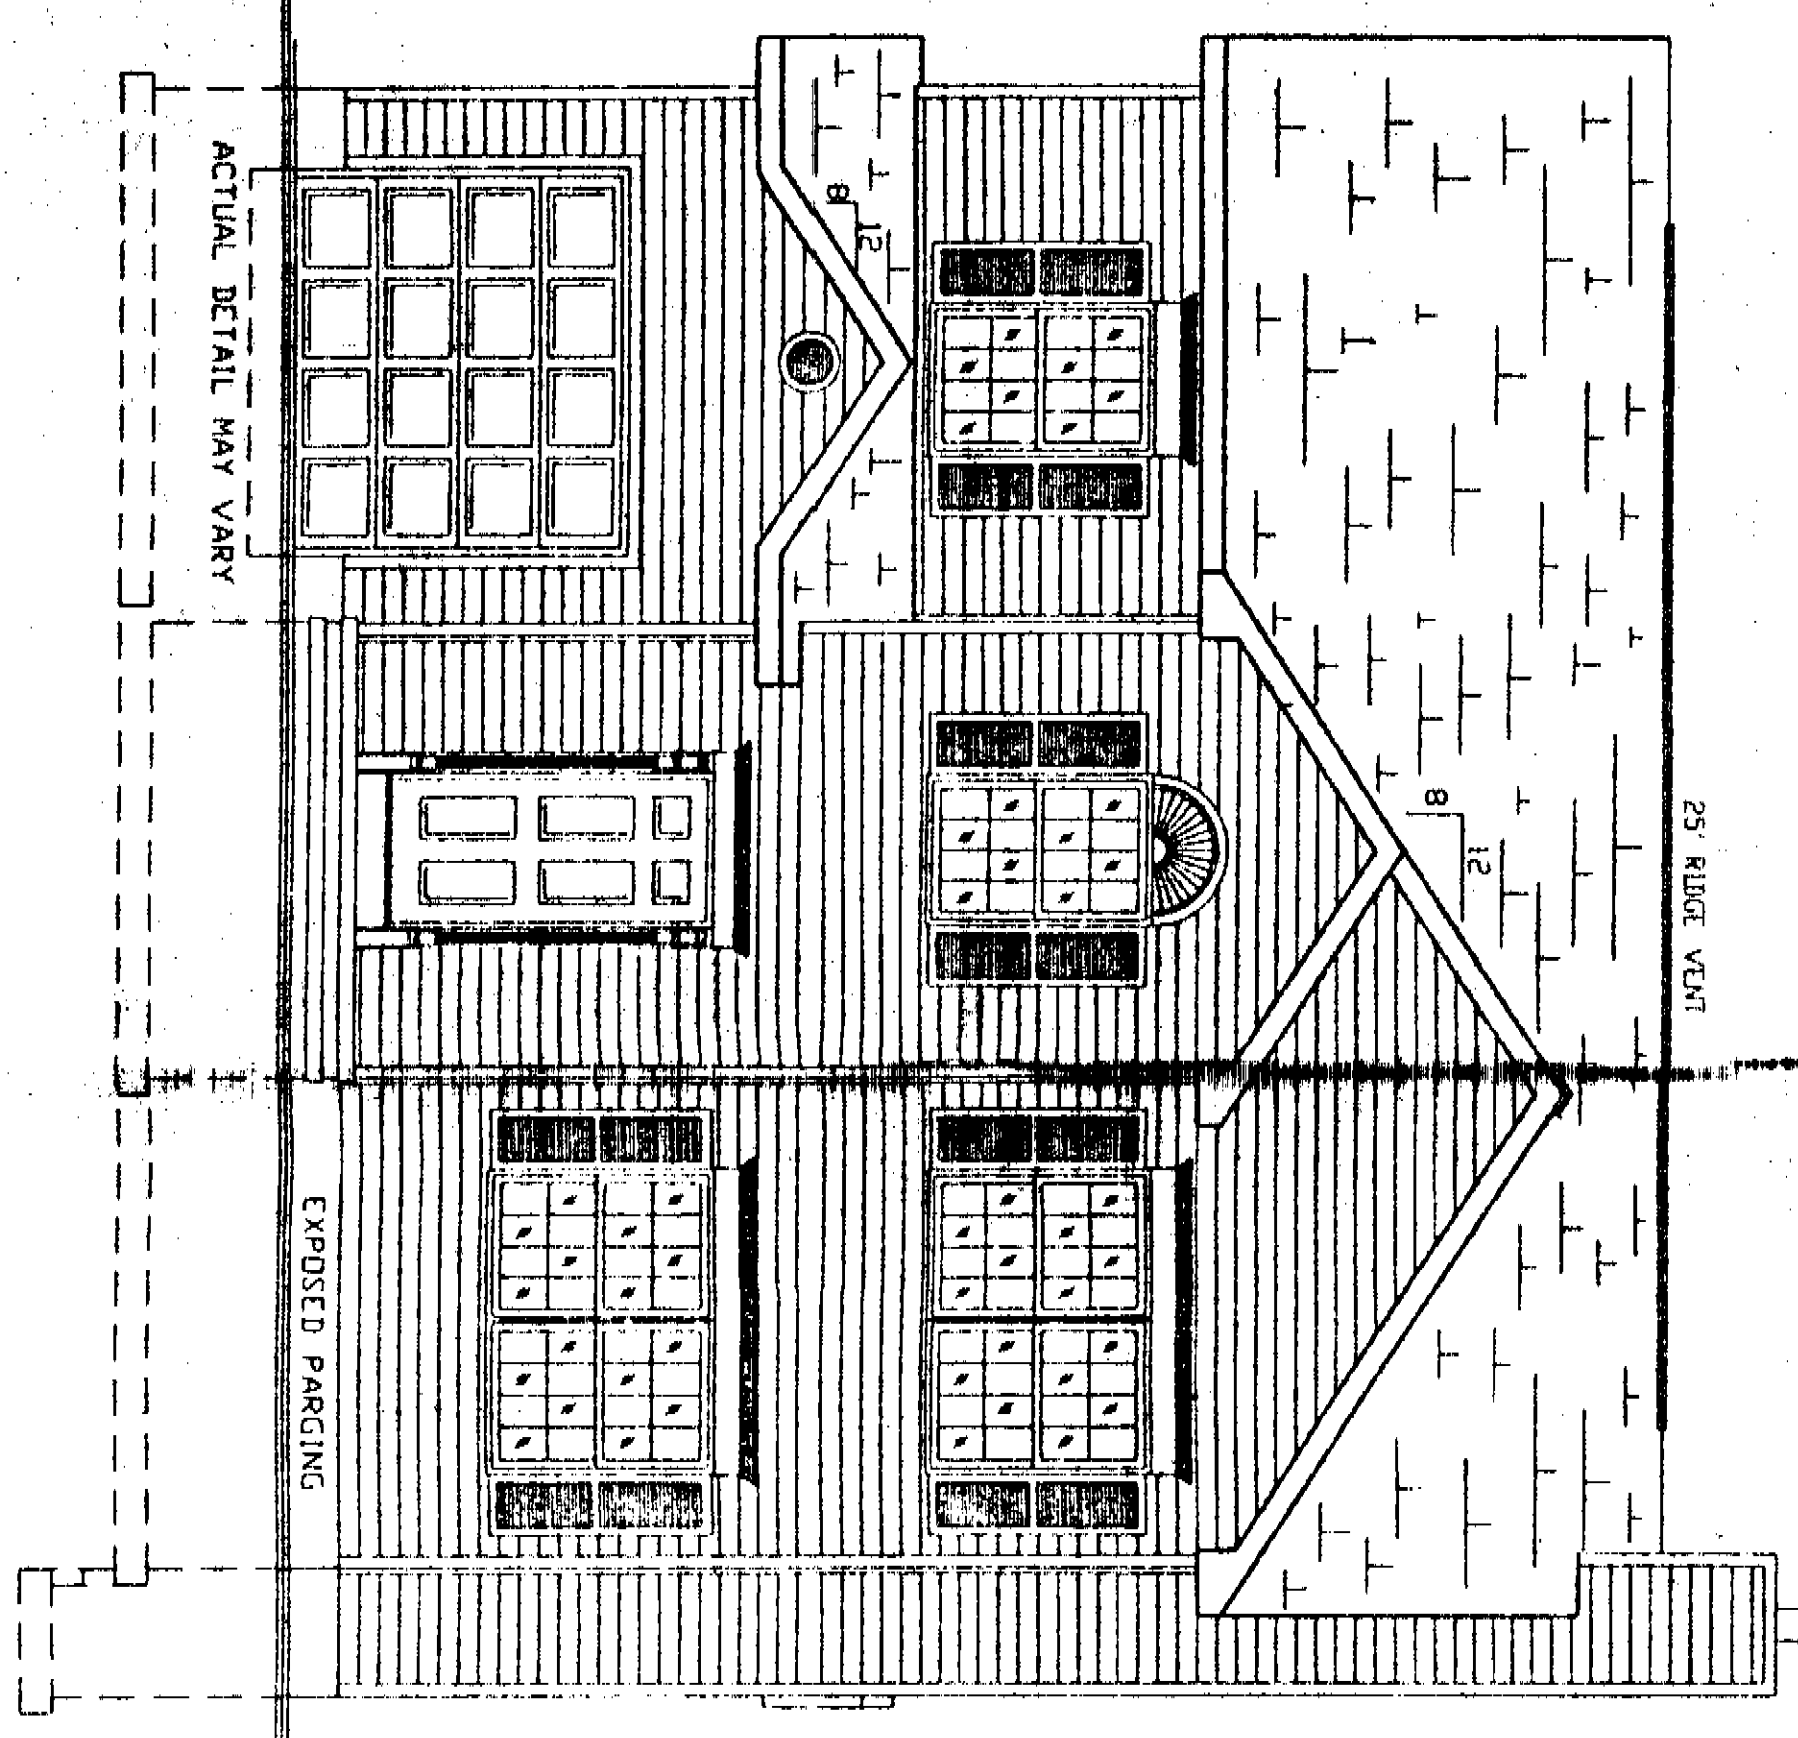 25' RIDGE VENT
12
8
12
8
EXPOSED PARGING
ACTUAL DETAIL MAY VARY